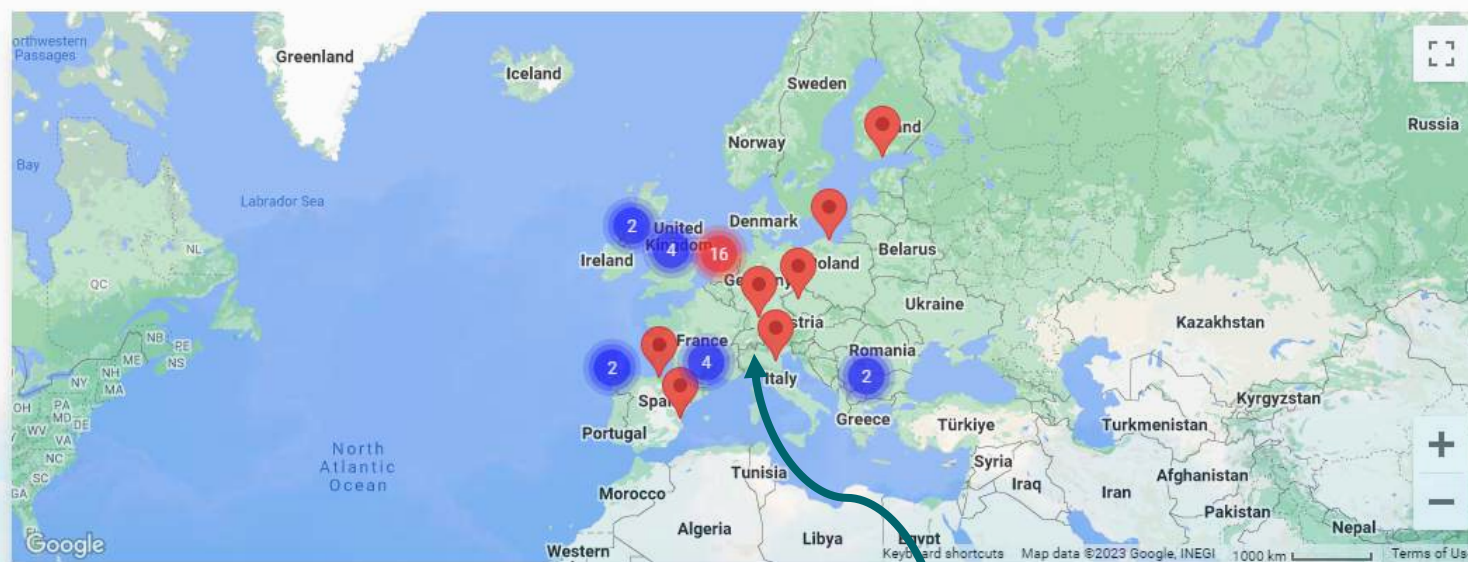 Northwestern
Passages
Greenland
Iceland
Sweden
Norway
Russia
Bay
Labrador Sea
Denmark
United
Kingdom
Ireland
2
4
16
Belarus
Poland
Germany
Ukraine
Kazakhstan
NL
QC
Austria
France
Romania
NB
PE
ME
NS
NH
NY
MA
2
4
2
Italy
Spain
Kyrgyzstan
OH
PA
MD
DE
WV
VA
Portugal
Greece
Türkiye
Turkmenistan
NC
SC
GA
North
Atlantic
Ocean
Tunisia
Syria
Iraq
Iran
Afghanistan
Morocco
Pakistan
Algeria
Libya
Egypt
Nepal
Western
Google
Keyboard shortcuts Map data ©2023 Google, INEGI 1000 km Terms of Us